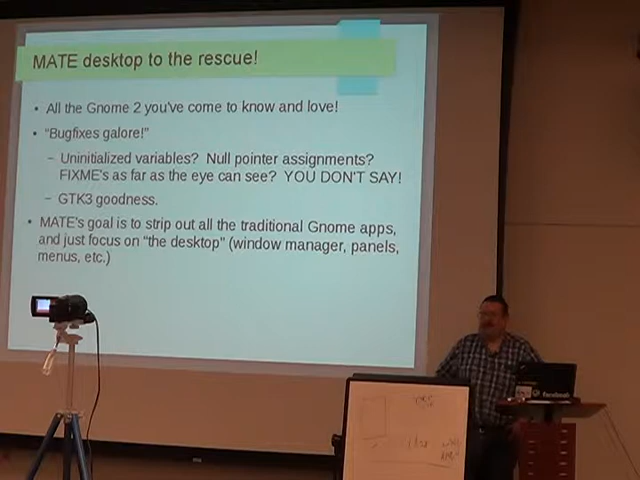 MATE desktop to the rescue!
• All the Gnome 2 you've come to know and love!
• "Bugfixes galore!"
– Uninitialized variables? Null pointer assignments?
FIXME's as far as the eye can see? YOU DON'T SAY!
– GTK3 goodness.
• MATE's goal is to strip out all the traditional Gnome apps,
and just focus on "the desktop" (window manager, panels,
menus, etc.)
facebook